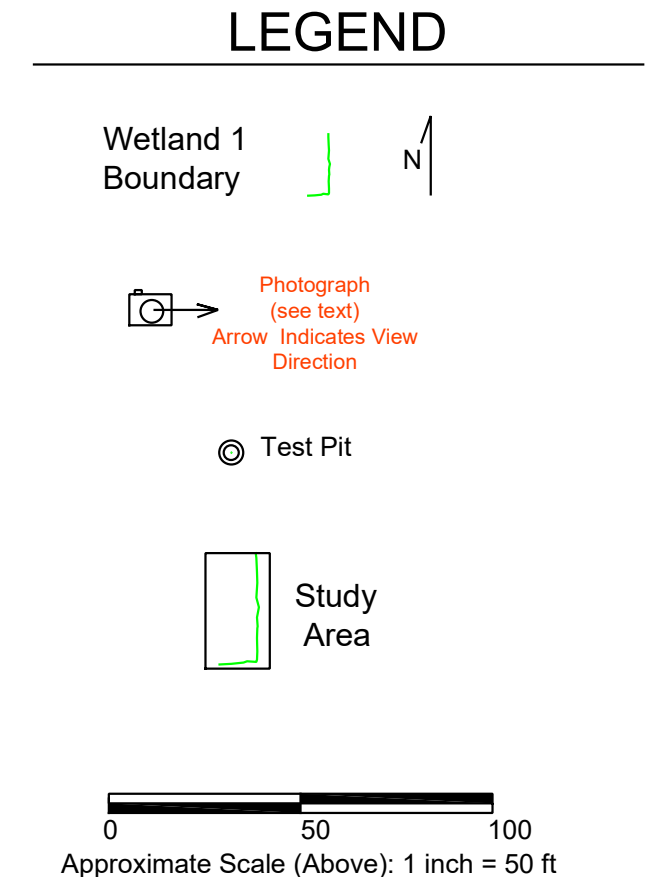 LEGEND
Wetland 1
Boundary
N
Photograph
(see text)
Arrow Indicates View
Direction
Test Pit
Study
Area
0 50 100
Approximate Scale (Above): 1 inch = 50 ft